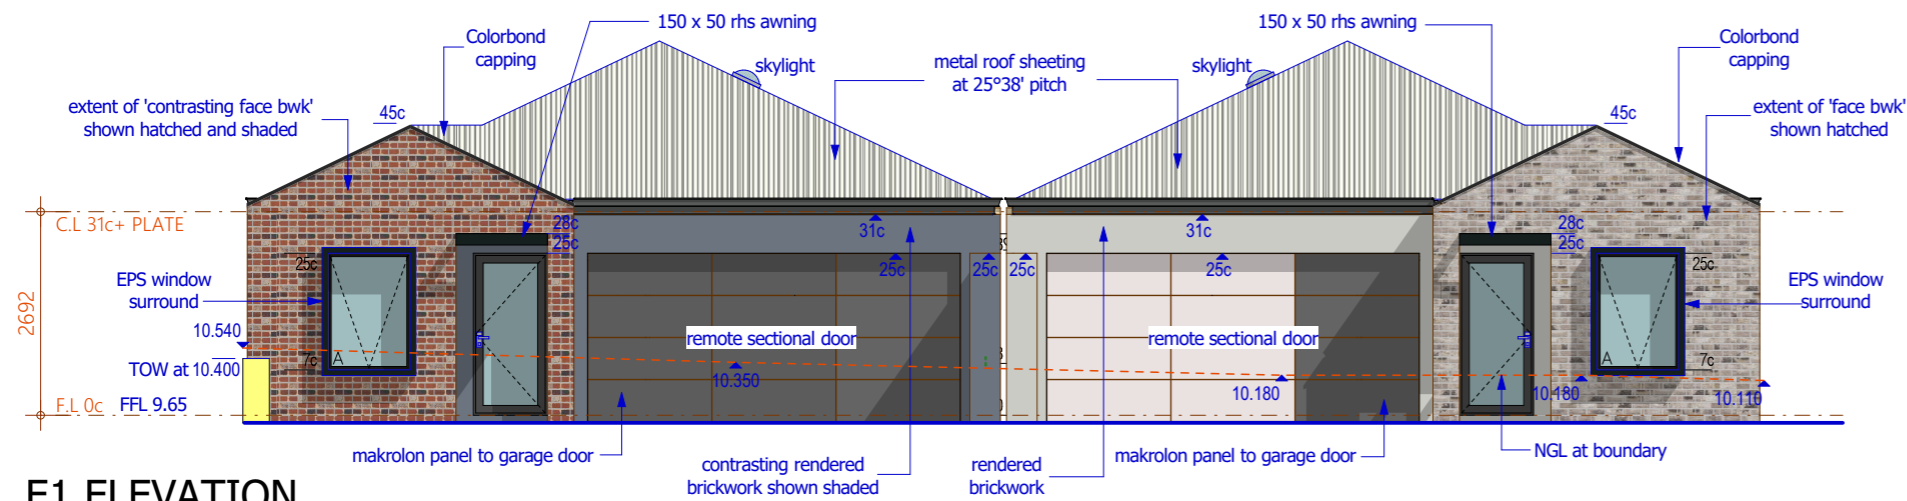 150 x 50 rhs awning
150 x 50 rhs awning
Colorbond
capping
skylight
metal roof sheeting
at 25°38' pitch
skylight
Colorbond
capping
extent of 'contrasting face bwk'
shown hatched and shaded
45c
45c
extent of 'face bwk'
shown hatched
C.L 31c+ PLATE
28c
25c
31c
31c
28c
25c
25c
25c
25c
25c
25c
25c
EPS window
surround
EPS window
surround
2692
10.540
remote sectional door
remote sectional door
TOW at 10.400
7c
A
10.350
10.180
10.180
A
7c
10.110
F.L 0c
FFL 9.65
makrolon panel to garage door
contrasting rendered
brickwork shown shaded
rendered
brickwork
makrolon panel to garage door
NGL at boundary
E1 ELEVATION